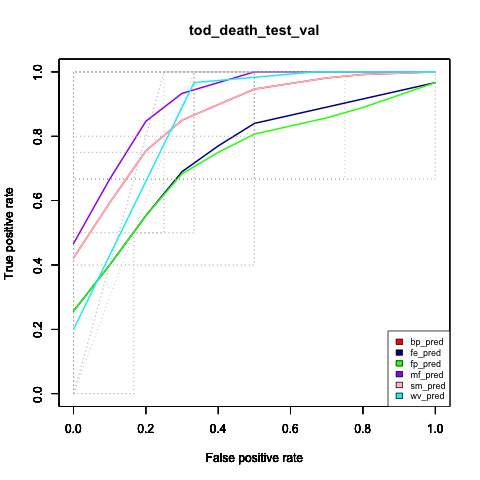 tod_death_test_val
True positive rate
1.0
0.8
0.6
0.4
0.2
0.0
0.0 0.2 0.4 0.6 0.8 1.0
False positive rate
bp_pred
fe_pred
fp_pred
mf_pred
sm_pred
wv_pred